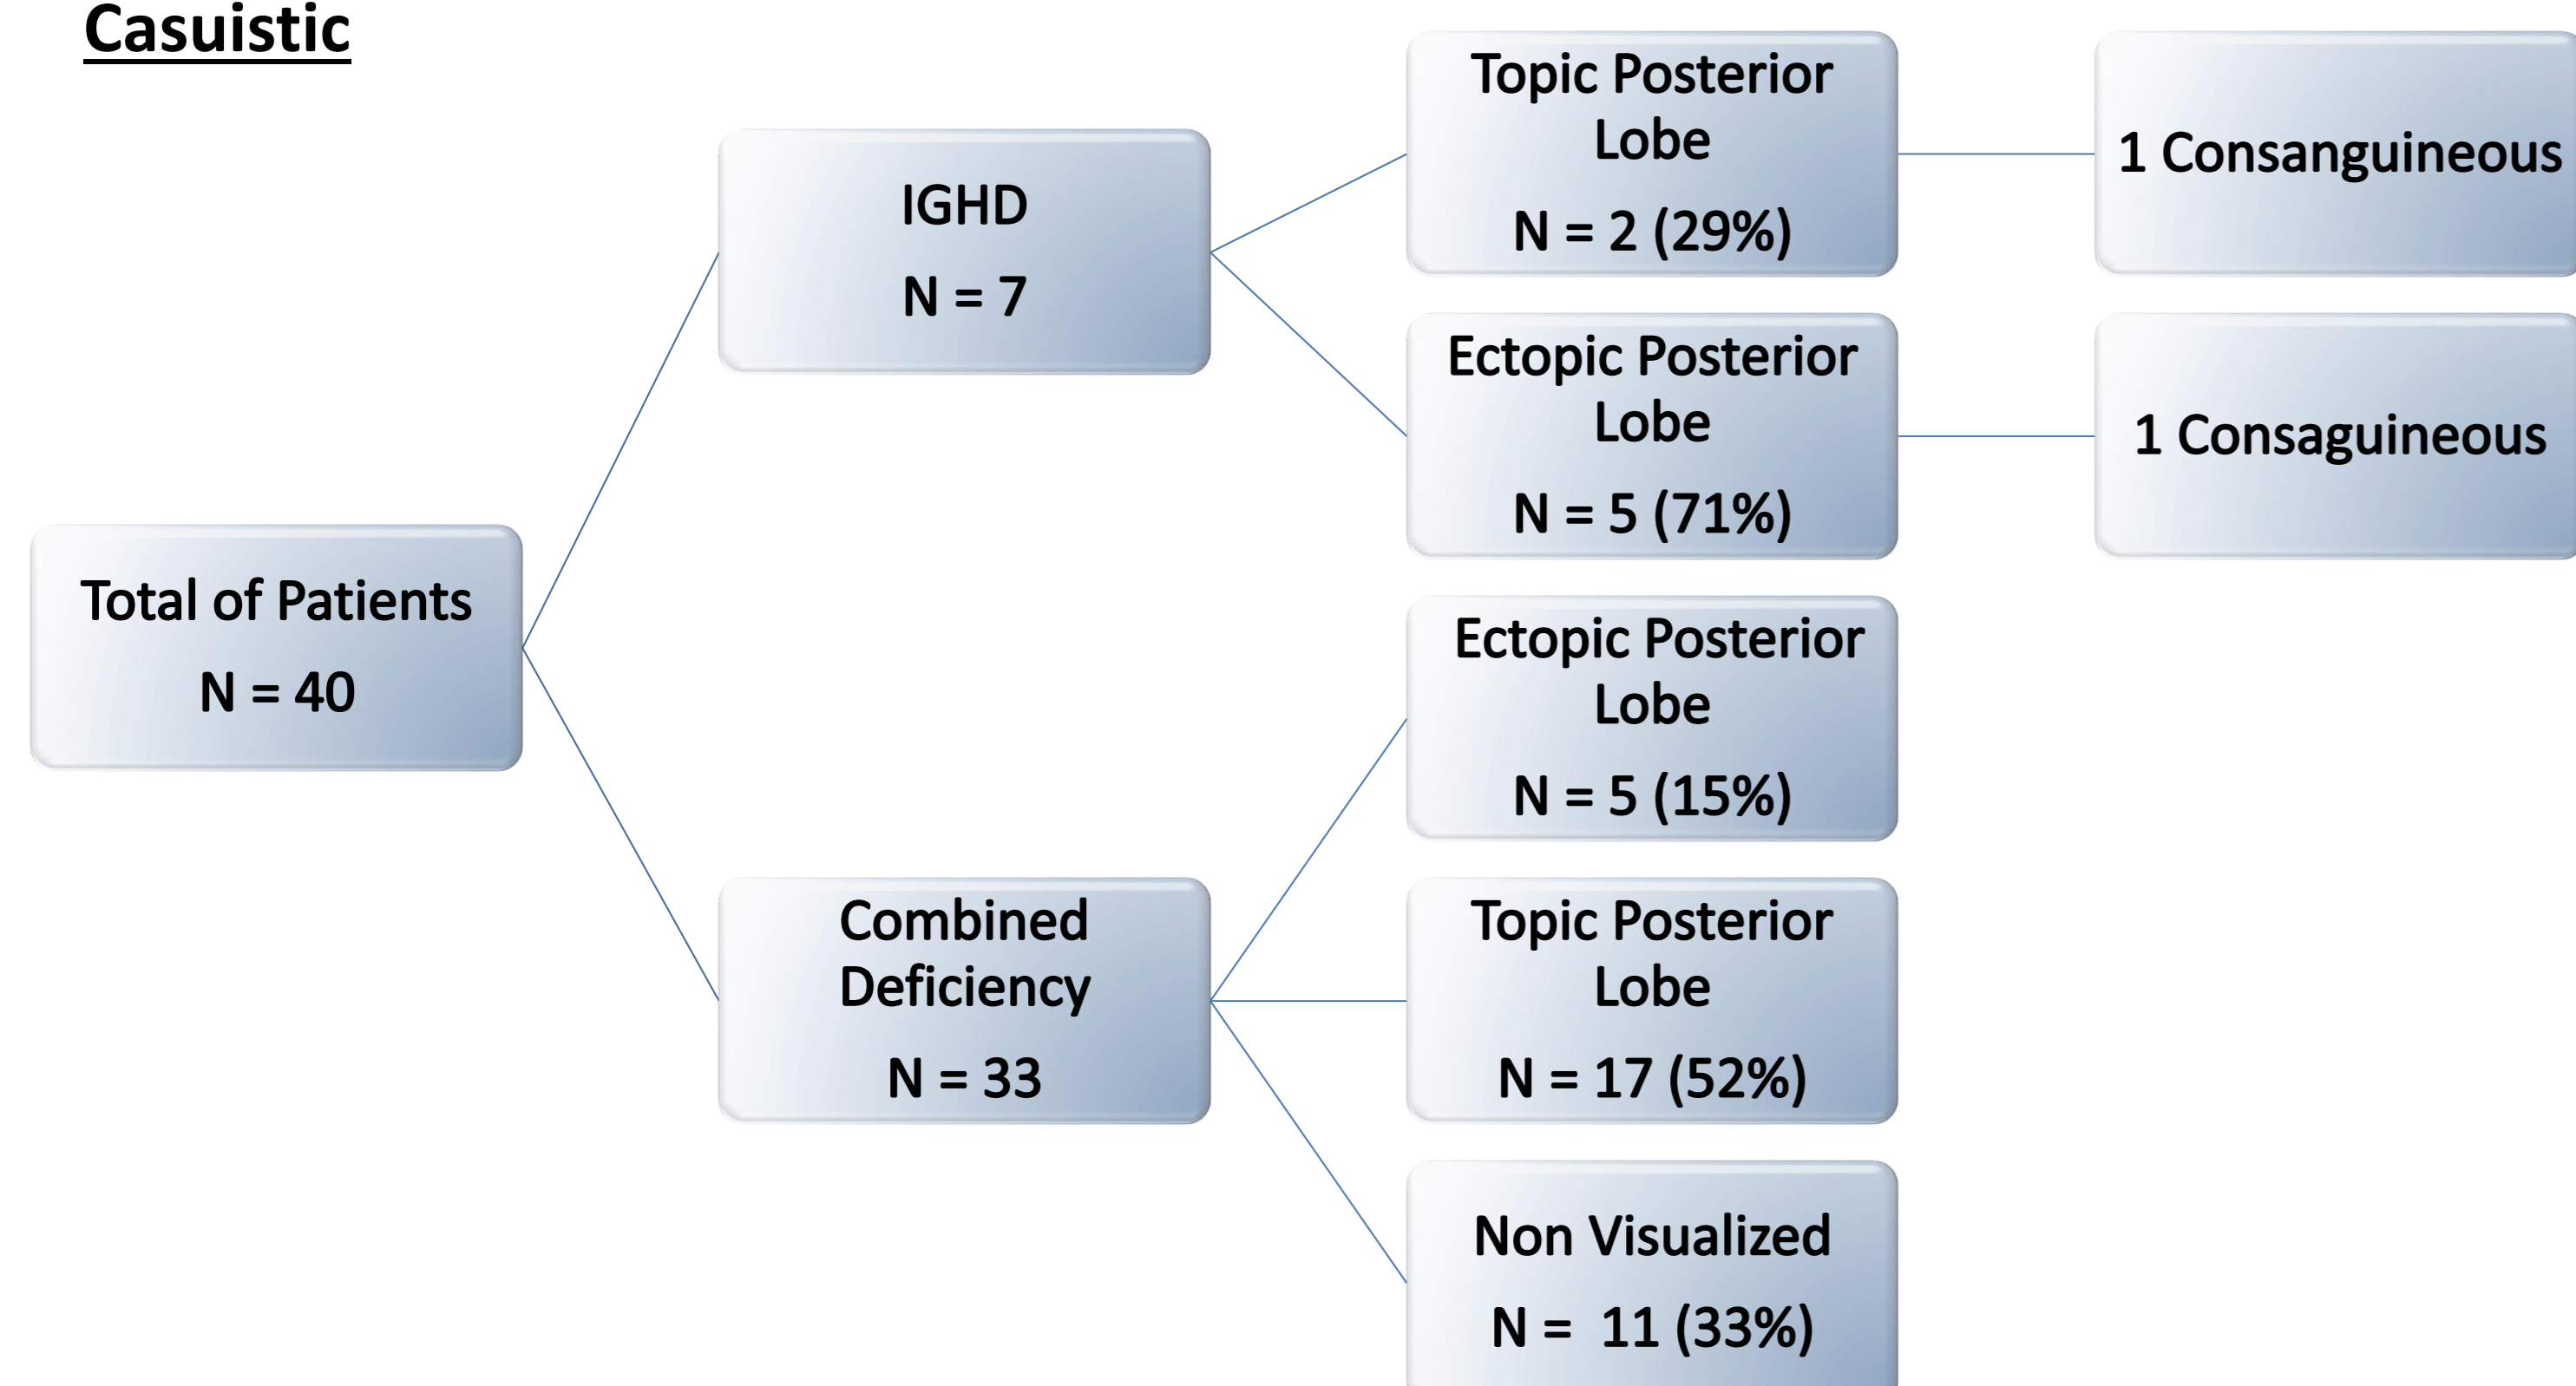 Casuistic
Total of Patients
N = 40
IGHD
N = 7
Topic Posterior
Lobe
N = 2 (29%)
1 Consanguineous
Ectopic Posterior
Lobe
N = 5 (71%)
1 Consaguineous
Combined
Deficiency
N = 33
Ectopic Posterior
Lobe
N = 5 (15%)
Topic Posterior
Lobe
N = 17 (52%)
Non Visualized
N =  11 (33%)